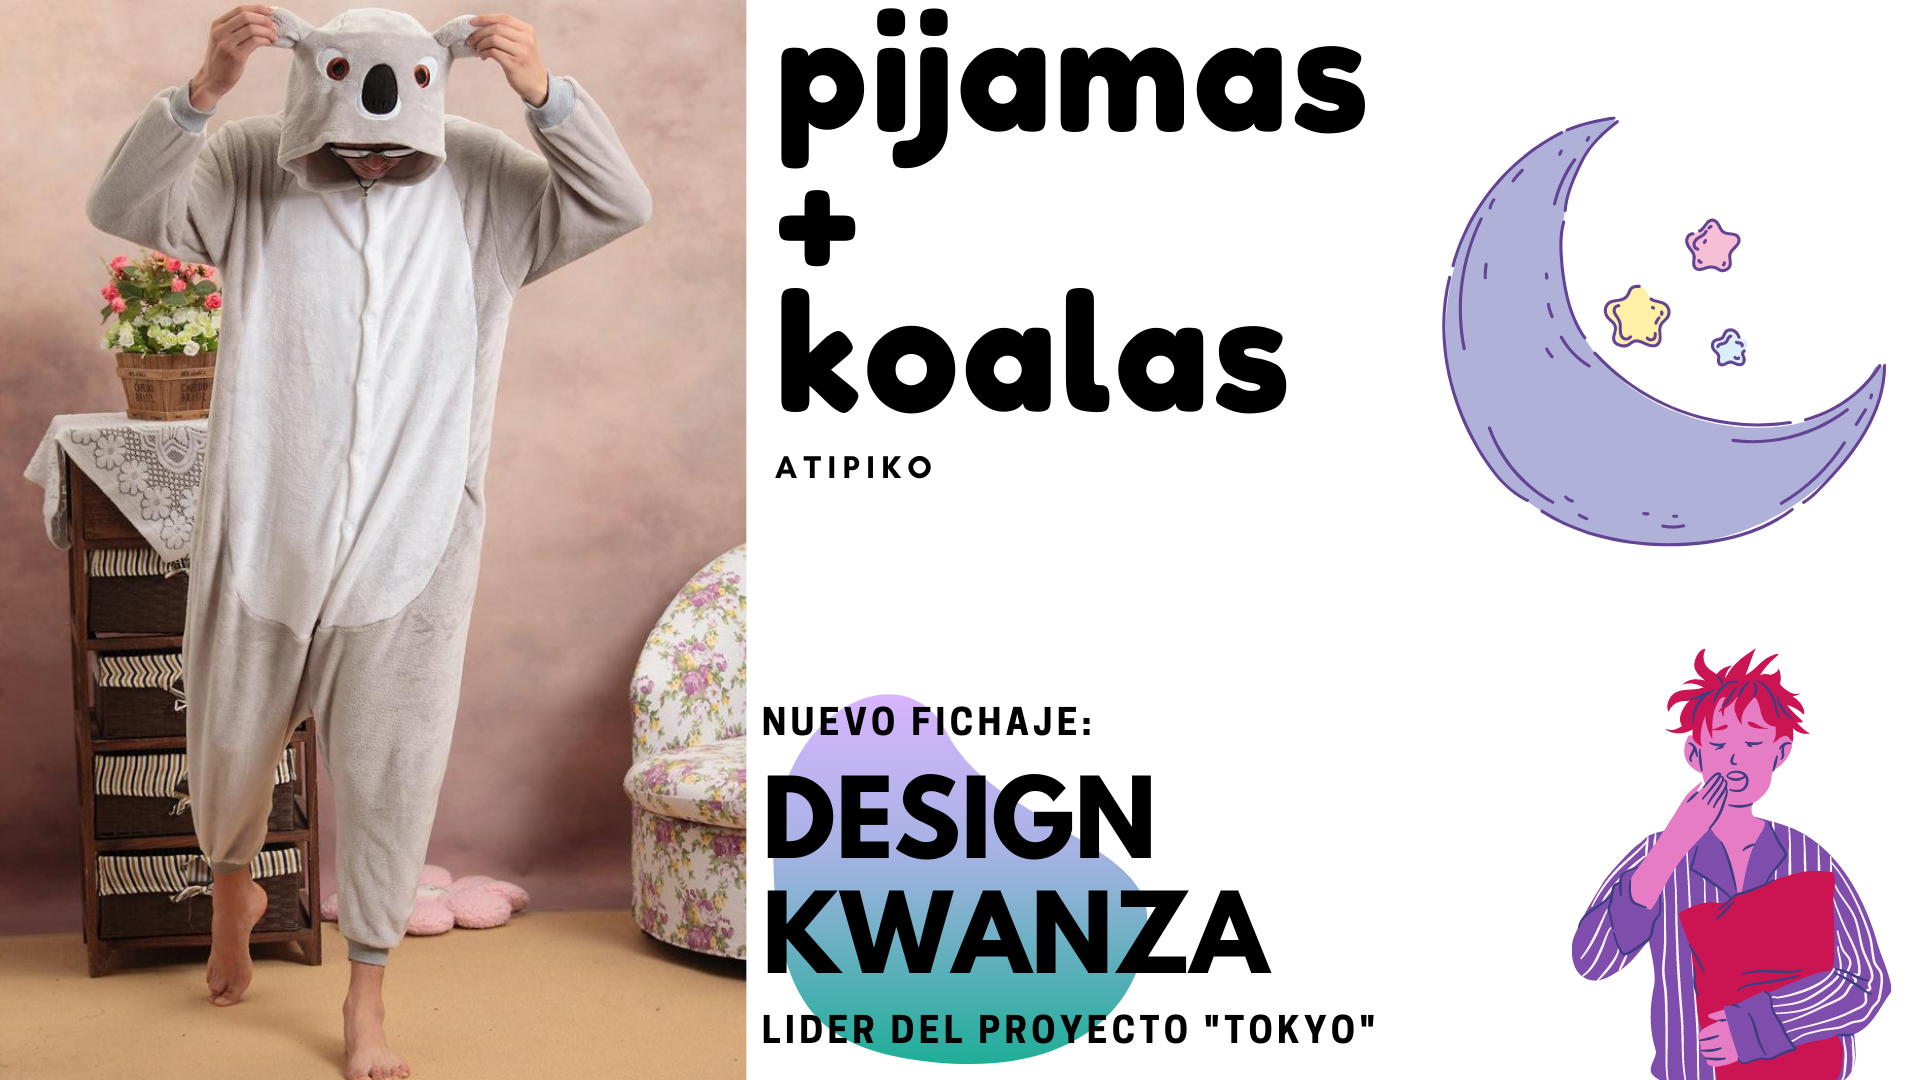 pijamas
+
koalas
ATIPIKO
NUEVO FICHAJE:
DESIGN
KWANZA
LIDER DEL PROYECTO "TOKYO"